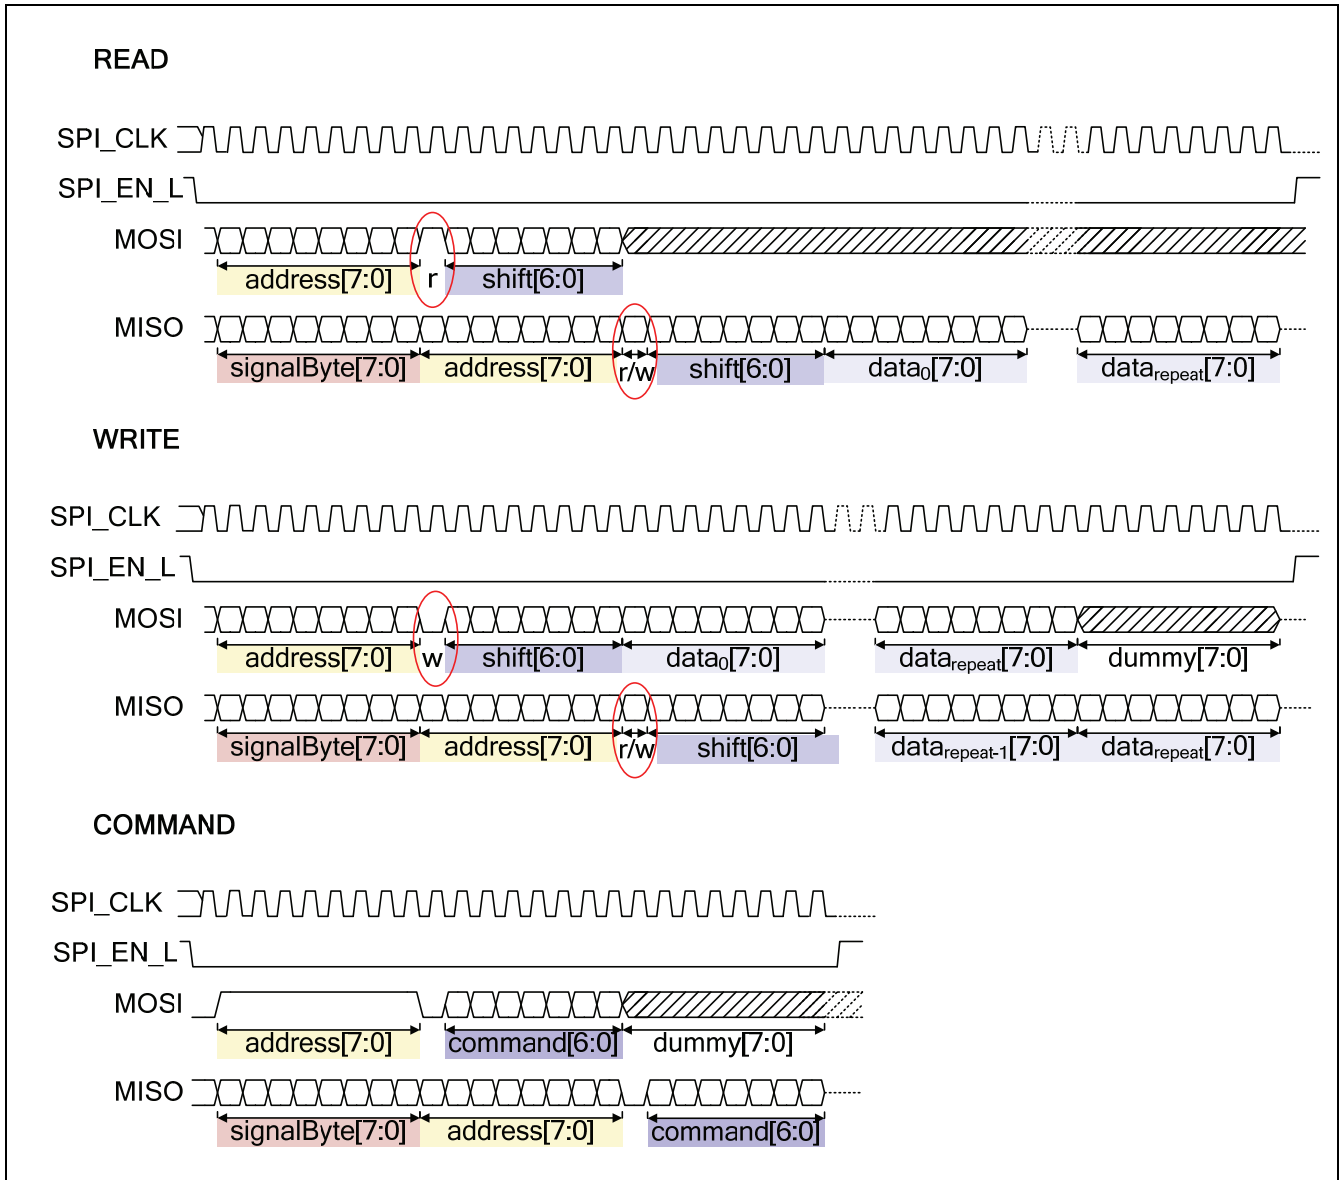 READ
SPI_CLK
SPI_EN_L
MOSI
address[7:0] r shift[6:0]
MISO
signalByte[7:0] address[7:0] r/w shift[6:0] data0[7:0] datarepeat[7:0]
WRITE
SPI_CLK
SPI_EN_L
MOSI
address[7:0] w shift[6:0] data0[7:0] datarepeat[7:0] dummy[7:0]
MISO
signalByte[7:0] address[7:0] r/w shift[6:0] datarepeat-1[7:0] datarepeat[7:0]
COMMAND
SPI_CLK
SPI_EN_L
MOSI
address[7:0] command[6:0] dummy[7:0]
MISO
signalByte[7:0] address[7:0] command[6:0]